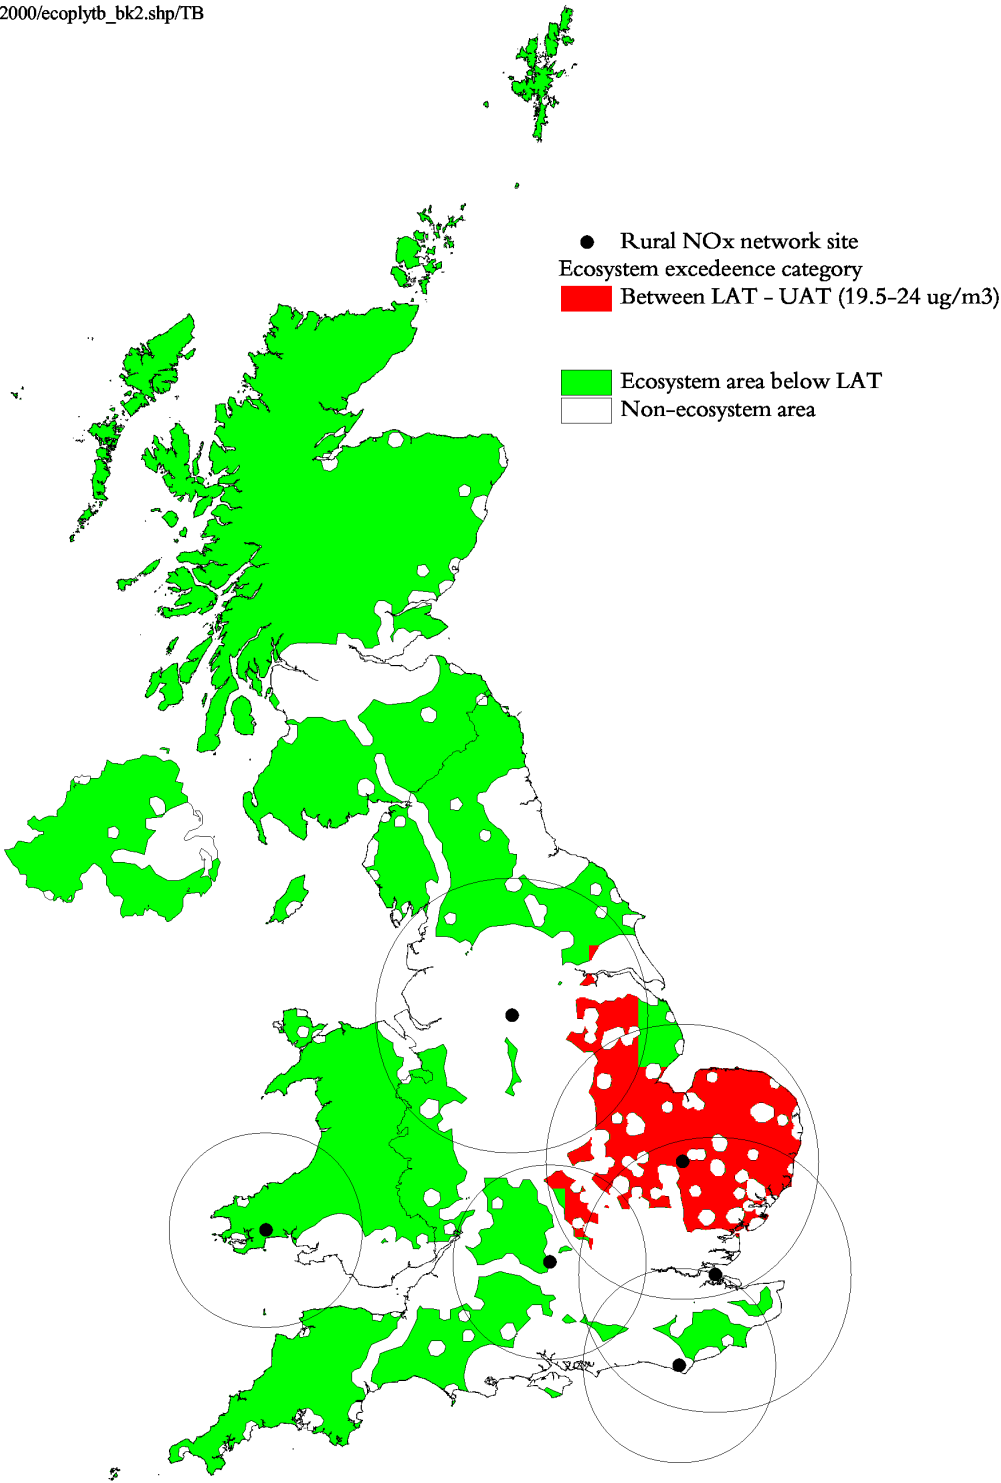 2000/ecoplytb_bk2.shp/TB
Rural NOx network site
Ecosystem excedeence category
Between LAT - UAT (19.5-24 ug/m3)
Ecosystem area below LAT
Non-ecosystem area